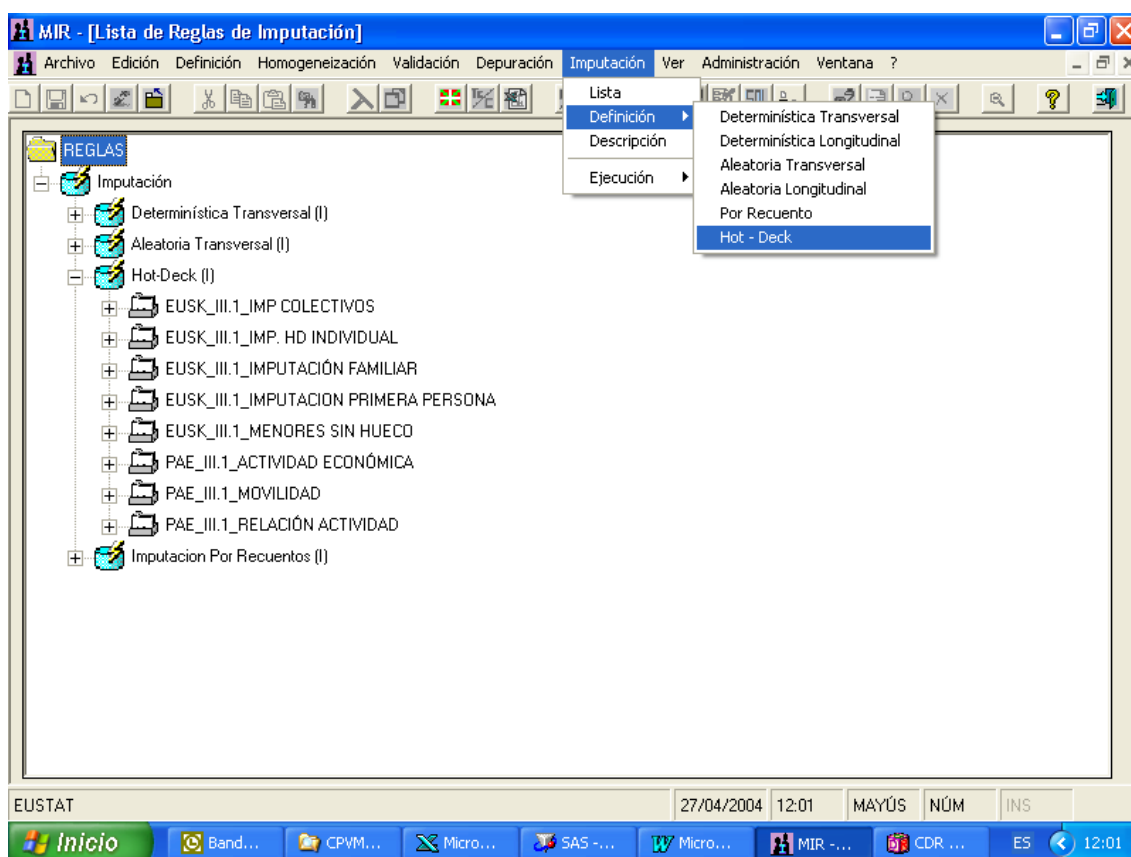 MIR - [Lista de Reglas de Imputación]
Archivo Edición Definición Homogeneización Validación Depuración Imputación Ver Administración Ventana ?
Lista
Definición
Descripción
Ejecución
Determinística Transversal
Determinística Longitudinal
Aleatoria Transversal
Aleatoria Longitudinal
Por Recuento
Hot - Deck
REGLAS
Imputación
Determinística Transversal (I)
Aleatoria Transversal (I)
Hot-Deck (I)
EUSK_III.1_IMP COLECTIVOS
EUSK_III.1_IMP. HD INDIVIDUAL
EUSK_III.1_IMPUTACIÓN FAMILIAR
EUSK_III.1_IMPUTACION PRIMERA PERSONA
EUSK_III.1_MENORES SIN HUECO
PAE_III.1_ACTIVIDAD ECONÓMICA
PAE_III.1_MOVILIDAD
PAE_III.1_RELACIÓN ACTIVIDAD
Imputacion Por Recuentos (I)
EUSTAT 27/04/2004 12:01 MAYÚS NÚM INS
Inicio Band... CPVM... Micro... SAS -... Micro... MIR -... CDR ... ES 12:01